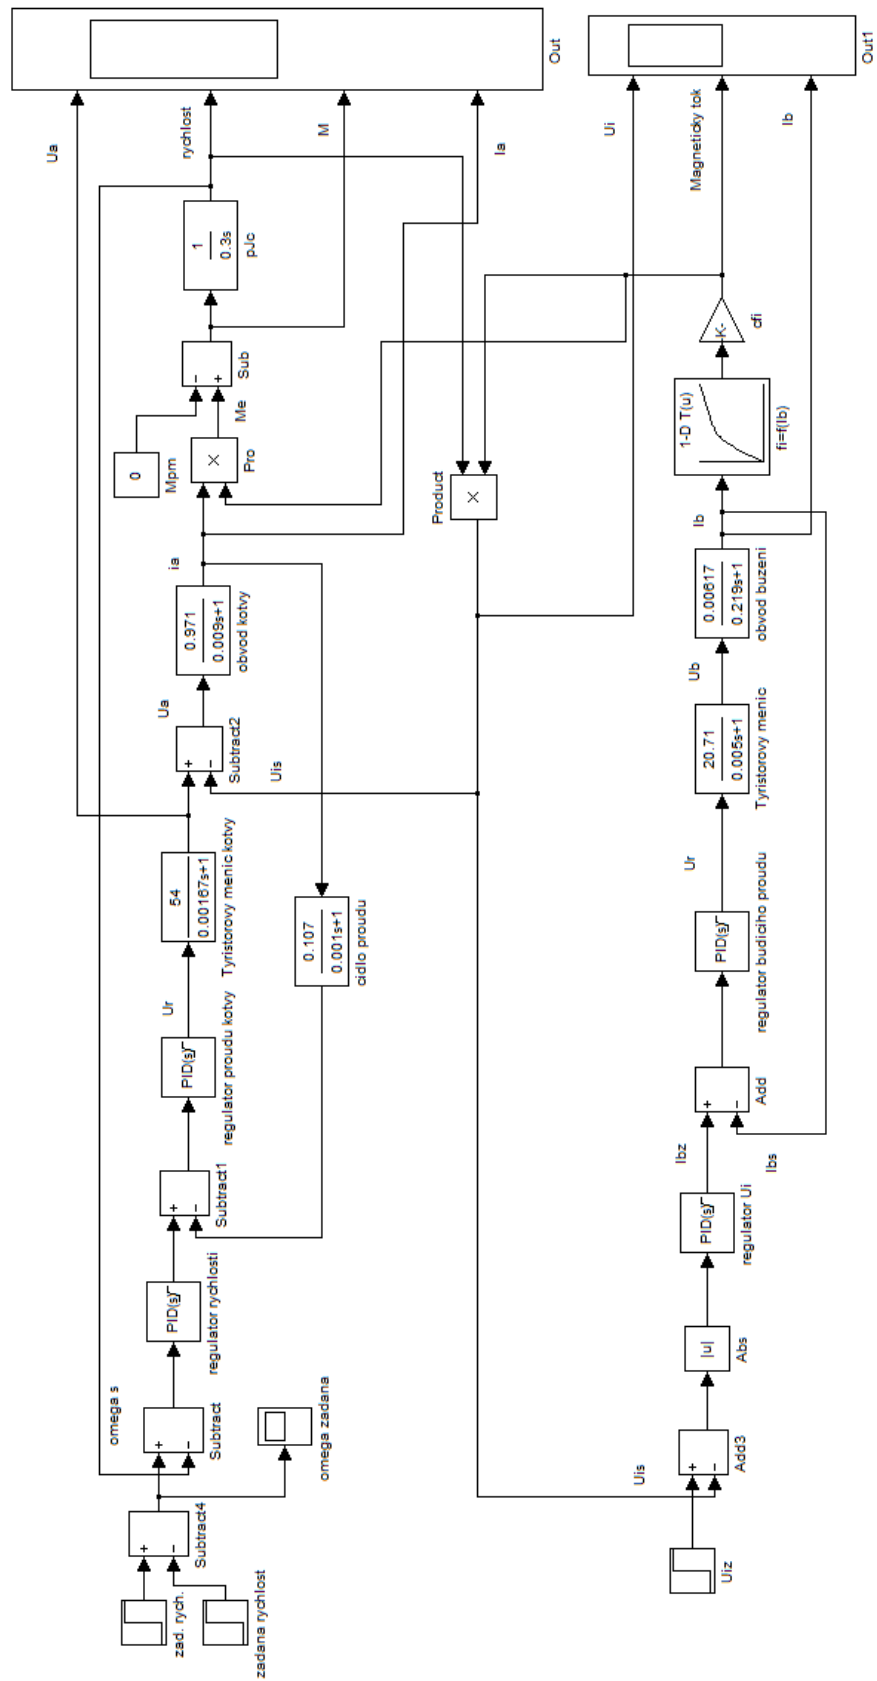 zad. rych.
zadana rychlost
+
−
Subtract4
omega zadana
omega s
+
−
Subtract
PID(s)
regulator rychlosti
+
−
Subtract1
PID(s)
regulator proudu kotvy
Ur
54
0.00167s+1
Tyristorovy menic kotvy
0.107
0.001s+1
cidlo proudu
+
−
Subtract2
Ua
Uis
0.971
0.009s+1
obvod kotvy
ia
0
Mpm
×
Pro
Me
−
+
Sub
1
0.3s
pJc
Ua
rychlost
M
Ia
Out
Product
×
Uiz
Uis
+
−
Add3
|u|
Abs
PID(s)
regulator Ui
Ibz
Ibs
+
−
Add
PID(s)
regulator budiciho proudu
Ur
20.71
0.005s+1
Tyristorovy menic
Ub
0.00617
0.219s+1
obvod buzeni
Ib
1-D T(u)
fi=f(Ib)
K-
cfi
Ui
Magneticky tok
Ib
Out1